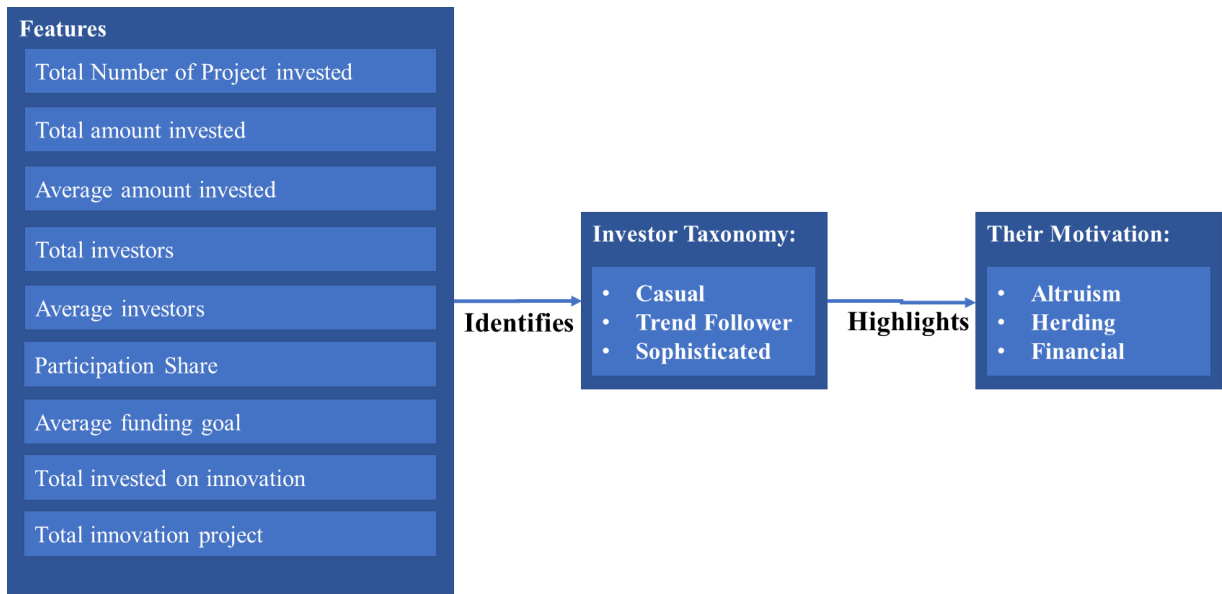 Features
Total Number of Project invested
Total amount invested
Average amount invested
Total investors
Average investors
Participation Share
Average funding goal
Total invested on innovation
Total innovation project
Identifies
Investor Taxonomy:
• Casual
• Trend Follower
• Sophisticated
Highlights
Their Motivation:
• Altruism
• Herding
• Financial